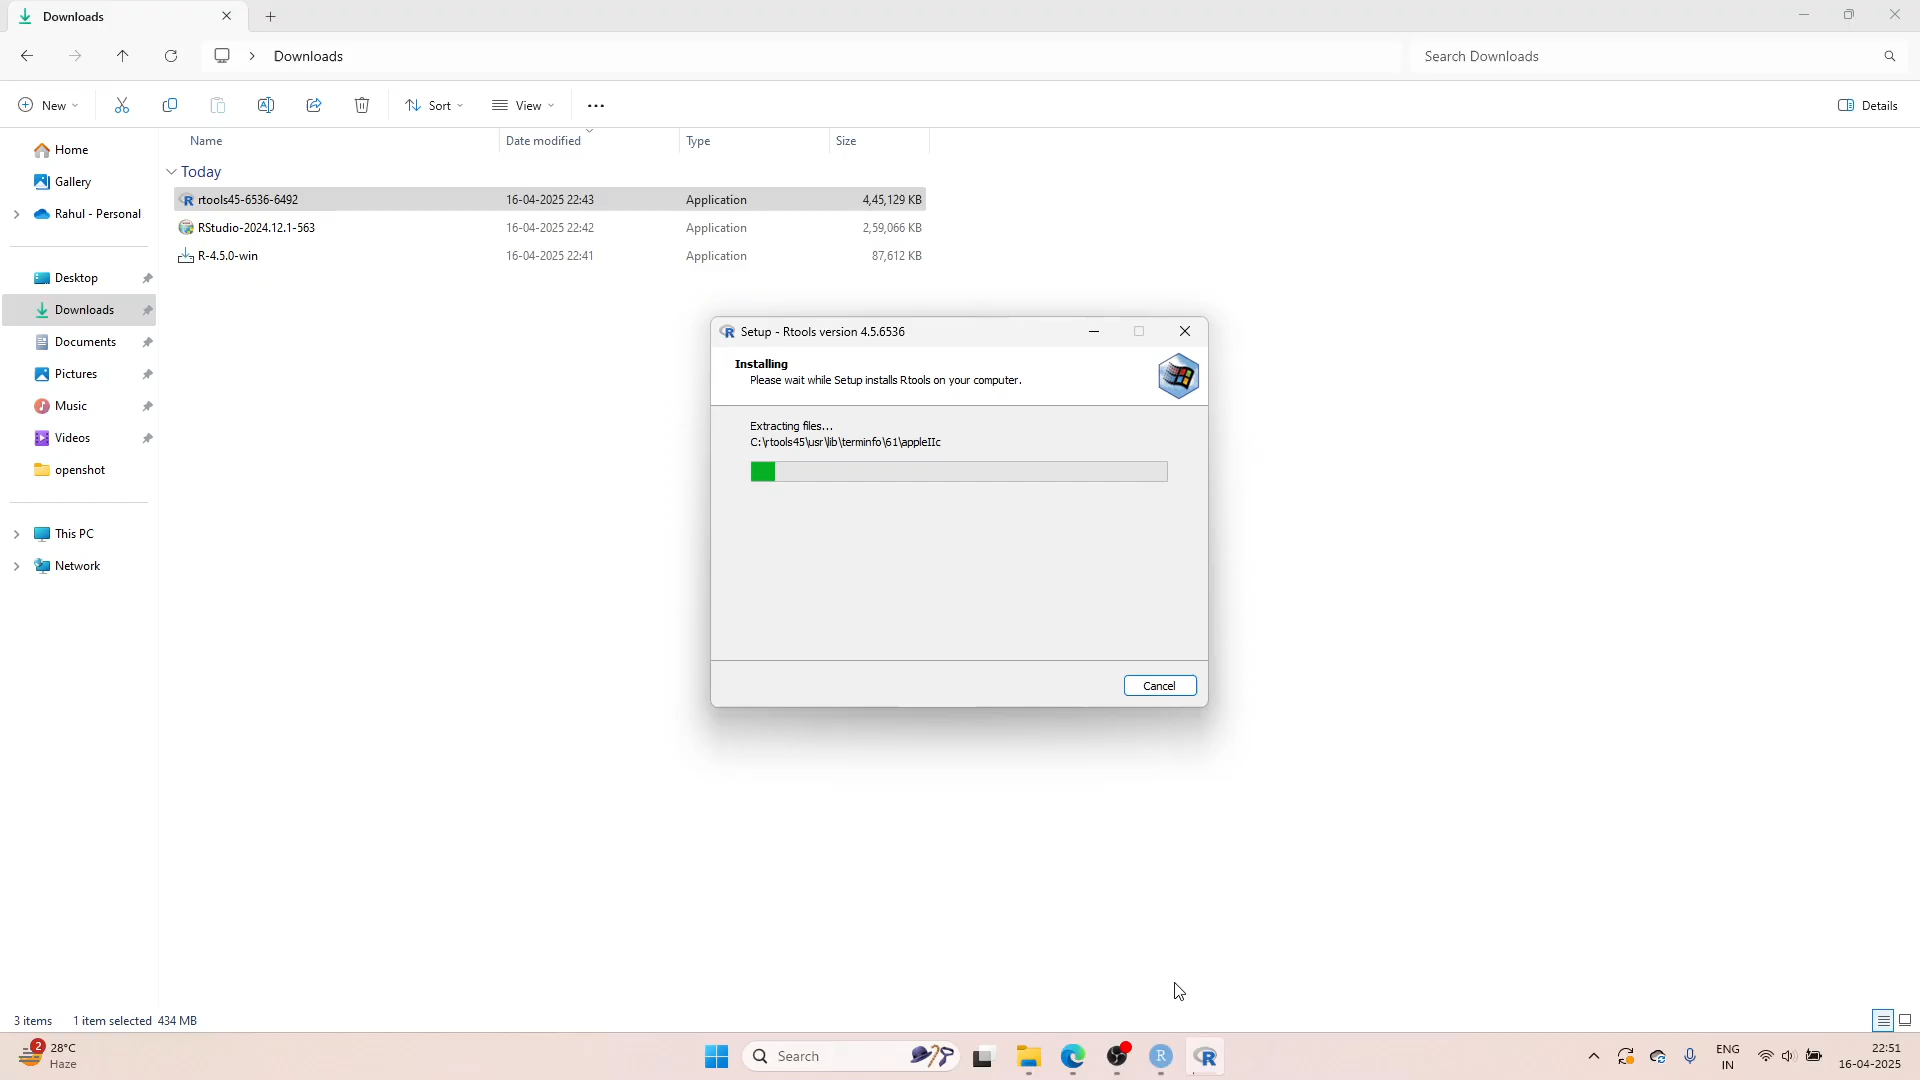 Downloads
Downloads
Search Downloads
New
Sort
View
Details
Name
Date modified
Type
Size
Today
rtools45-6536-6492
16-04-2025 22:43
Application
4,45,129 KB
RStudio-2024.12.1-563
16-04-2025 22:42
Application
2,59,066 KB
R-4.5.0-win
16-04-2025 22:41
Application
87,612 KB
Home
Gallery
Rahul - Personal
Desktop
Downloads
Documents
Pictures
Music
Videos
openshot
This PC
Network
Setup - Rtools version 4.5.6536
Installing
Please wait while Setup installs Rtools on your computer.
Extracting files...
C:\rtools45\usr\lib\terminfo\61\appleIIc
Cancel
3 items
1 item selected 434 MB
2
28°C
Haze
Search
ENG
IN
22:51
16-04-2025